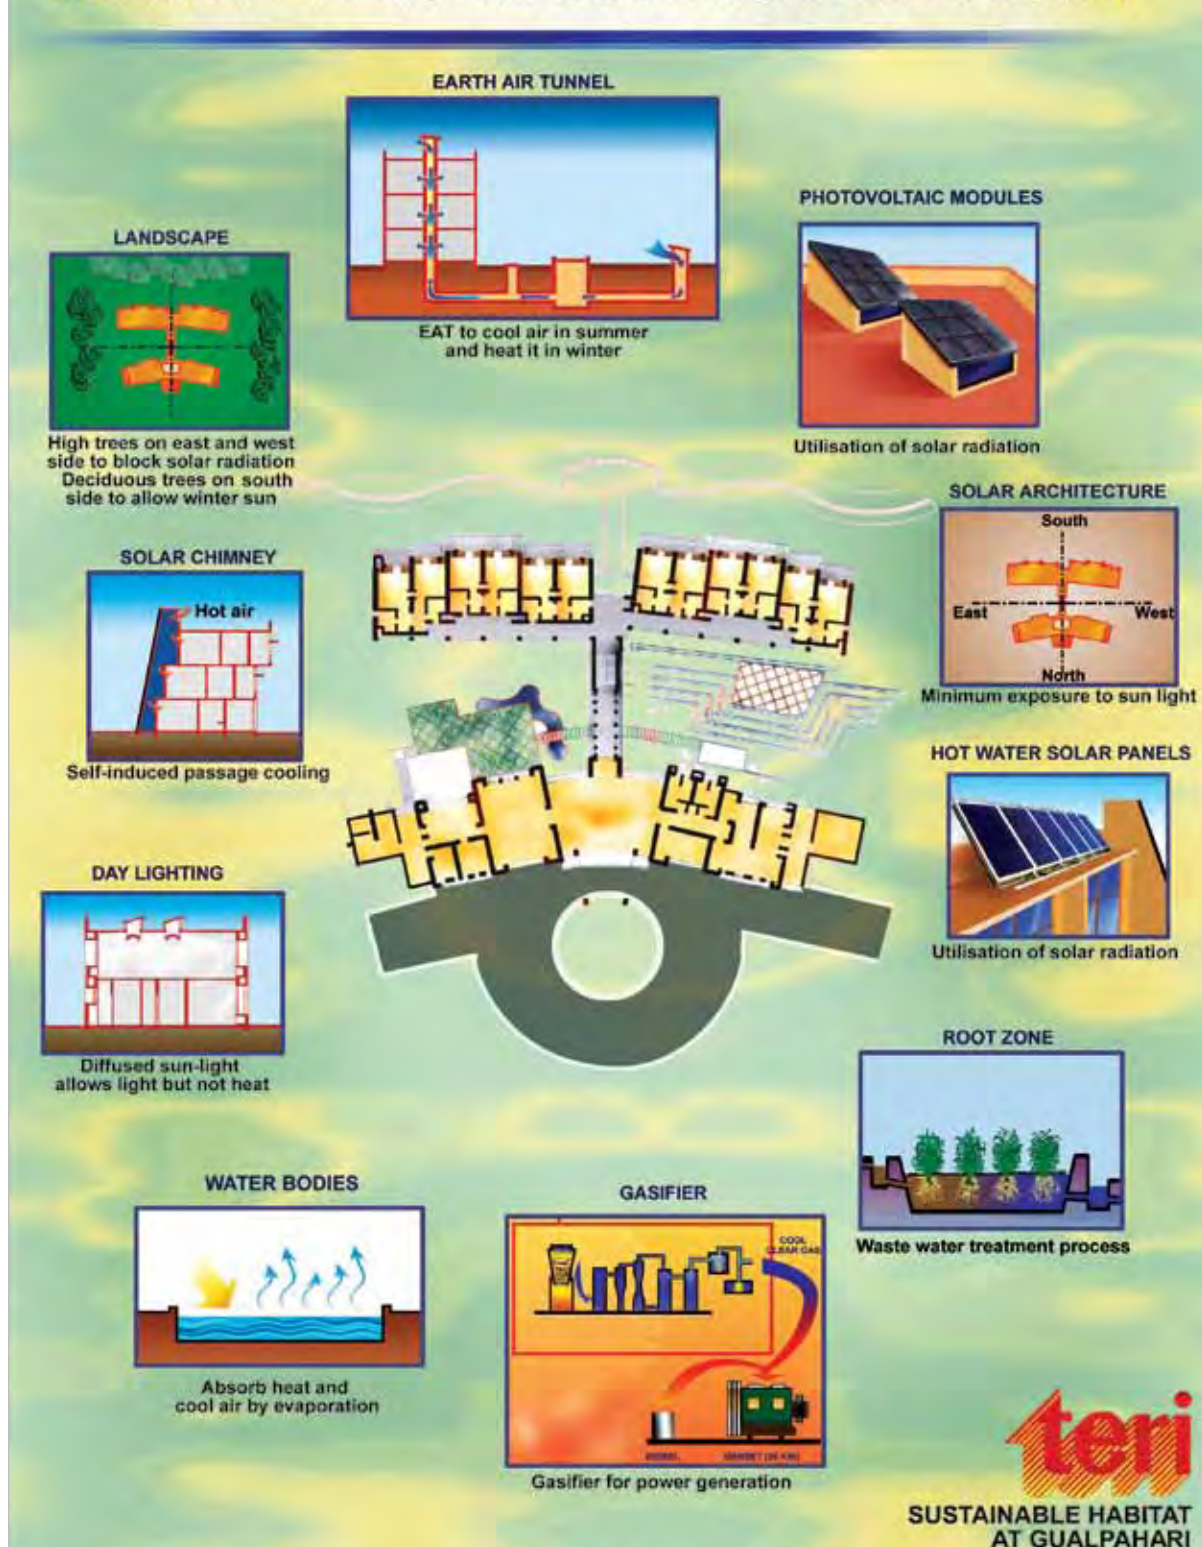 EARTH AIR TUNNEL
EAT to cool air in summer
and heat it in winter
PHOTOVOLTAIC MODULES
Utilisation of solar radiation
LANDSCAPE
High trees on east and west
side to block solar radiation
Deciduous trees on south
side to allow winter sun
SOLAR ARCHITECTURE
South
East
West
North
Minimum exposure to sun light
SOLAR CHIMNEY
Hot air
Self-induced passage cooling
HOT WATER SOLAR PANELS
Utilisation of solar radiation
DAY LIGHTING
Diffused sun-light
allows light but not heat
ROOT ZONE
Waste water treatment process
WATER BODIES
Absorb heat and
cool air by evaporation
GASIFIER
COOL
CLEAR GAS
DIESEL
Gasifier for power generation
teri
SUSTAINABLE HABITAT
AT GUALPAHARI